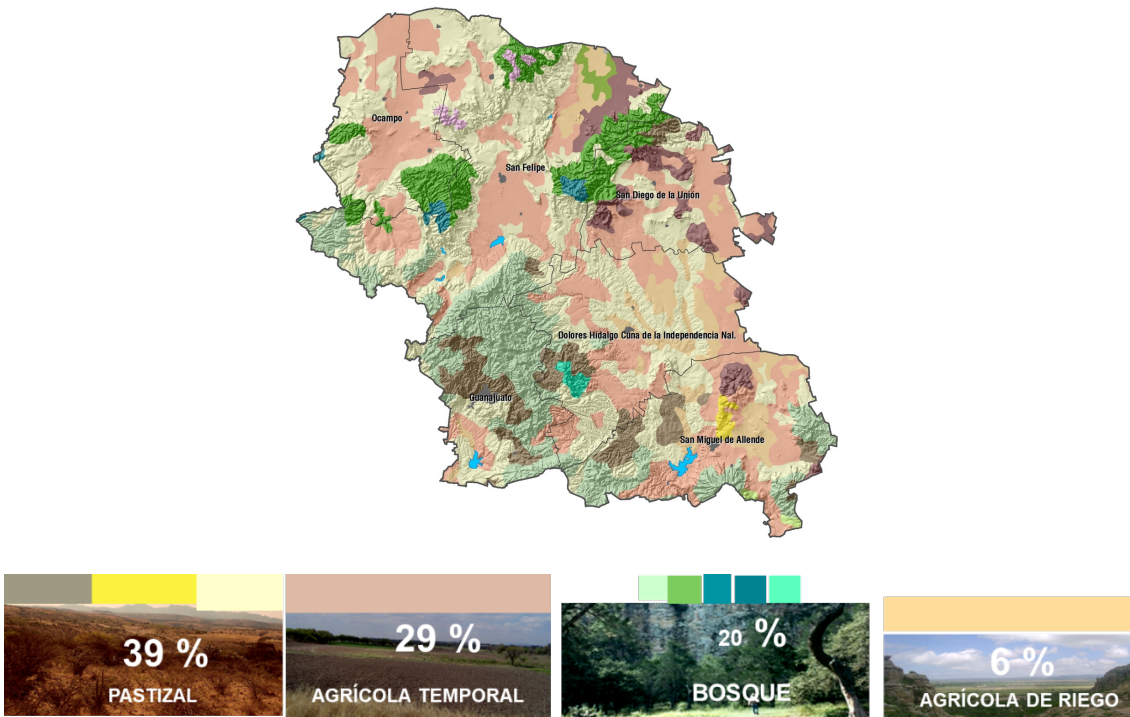 Ocampo
San Felipe
San Diego de la Unión
Dolores Hidalgo Cuna de la Independencia Nal.
Guanajuato
San Miguel de Allende
39 %
PASTIZAL
29 %
AGRÍCOLA TEMPORAL
20 %
BOSQUE
6 %
AGRÍCOLA DE RIEGO